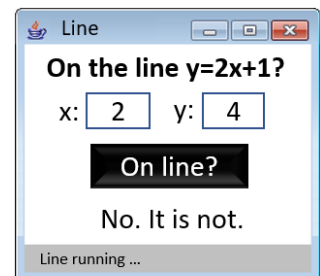 Line
On the line y=2x+1?
x: 2 y: 4
On line?
No. It is not.
Line running ...